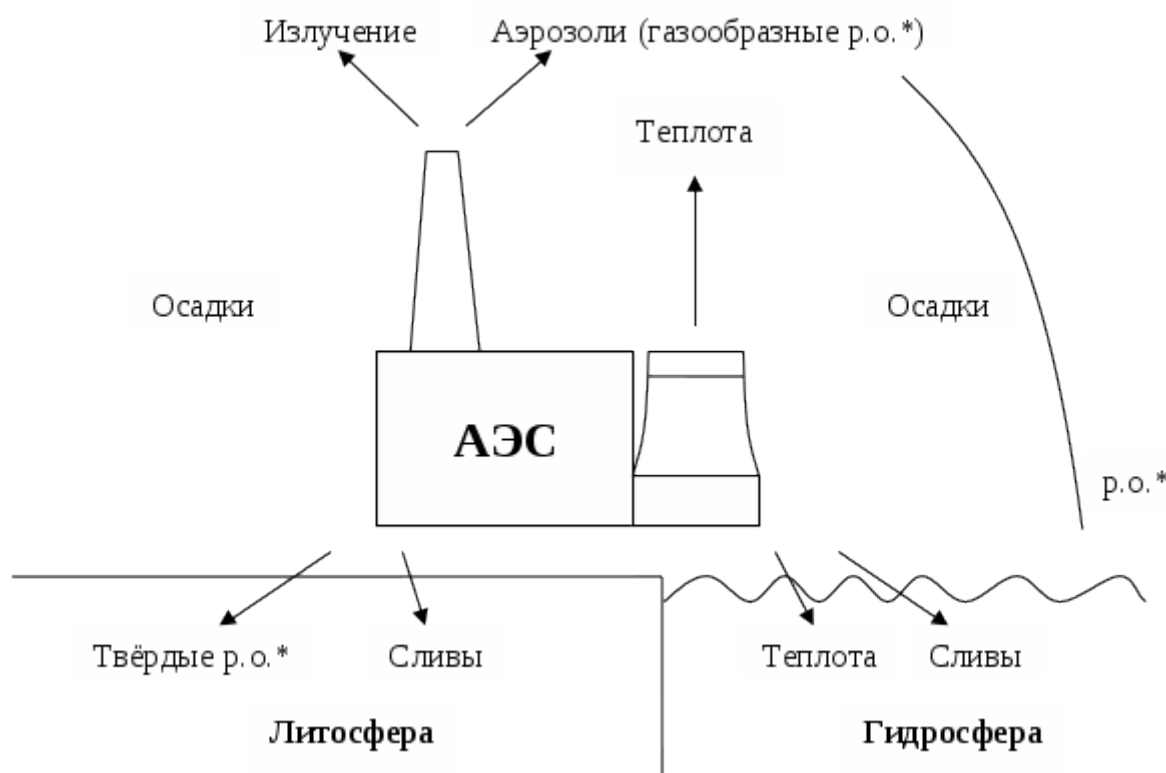 Излучение
Аэрозоли (газообразные р.о.*)
Теплота
Осадки
Осадки
АЭС
р.о.*
Твёрдые р.о.*
Сливы
Теплота
Сливы
Литосфера
Гидросфера